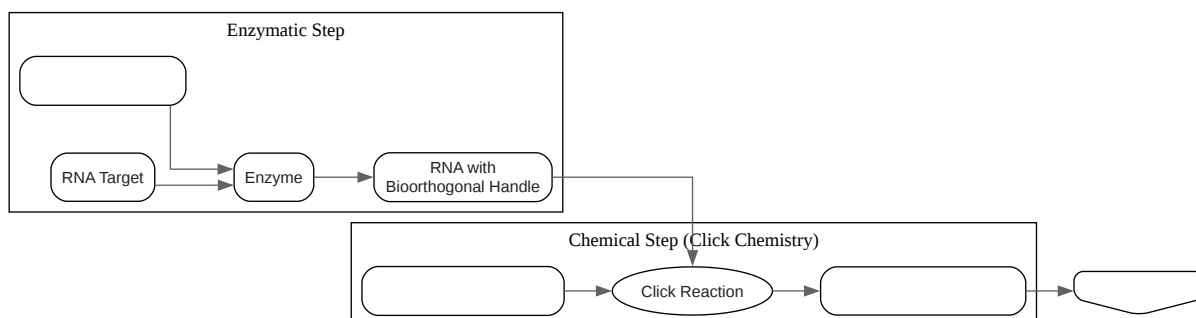 Enzymatic Step
RNA Target
Enzyme
RNA with
Bioorthogonal Handle
Chemical Step (Click Chemistry)
Click Reaction